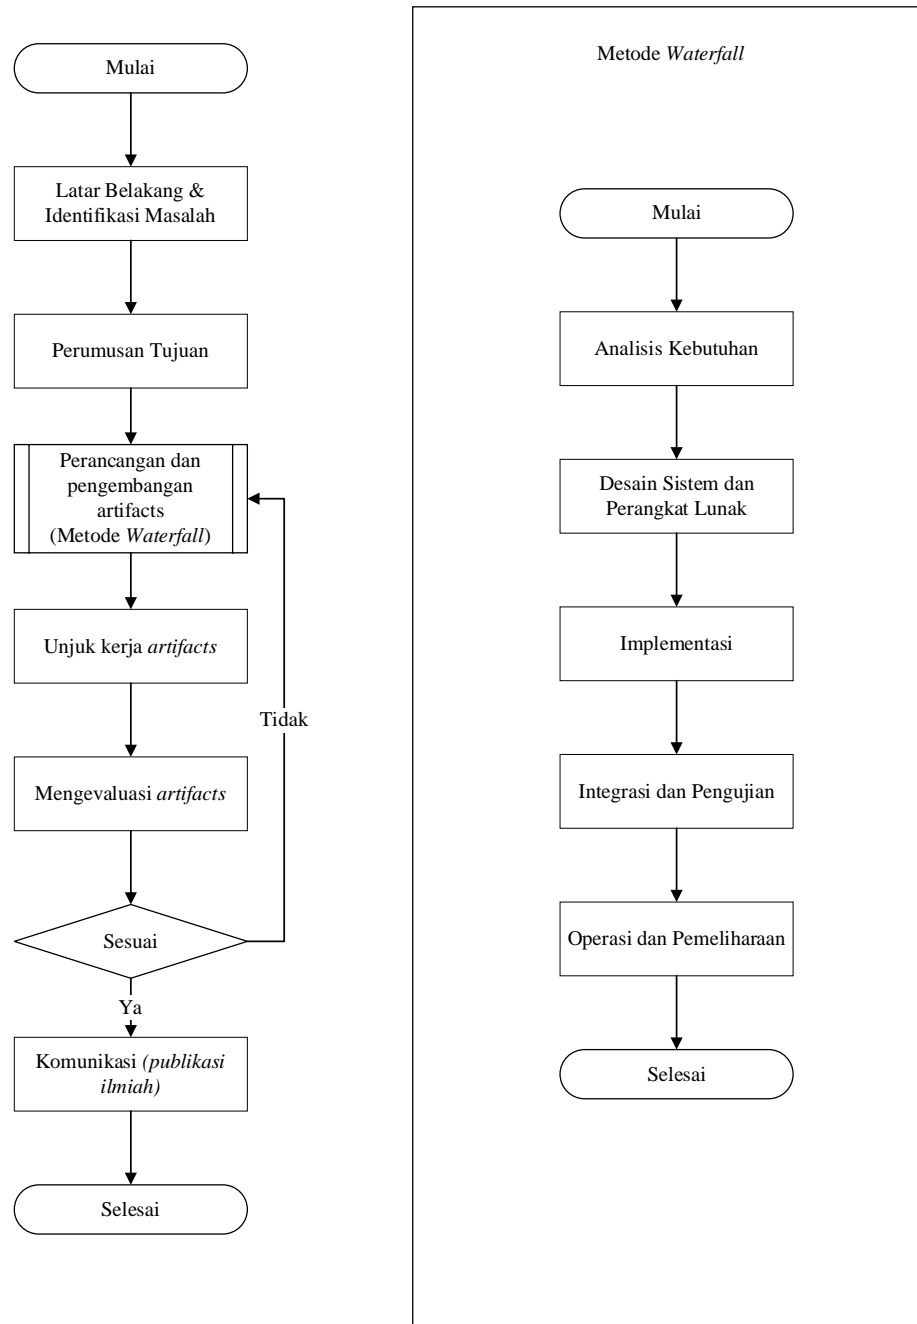 Mulai
Latar Belakang &
Identifikasi Masalah
Perumusan Tujuan
Perancangan dan
pengembangan
artifacts
(Metode Waterfall)
Unjuk kerja artifacts
Tidak
Mengevaluasi artifacts
Sesuai
Ya
Komunikasi (publikasi
ilmiah)
Selesai
Metode Waterfall
Mulai
Analisis Kebutuhan
Desain Sistem dan
Perangkat Lunak
Implementasi
Integrasi dan Pengujian
Operasi dan Pemeliharaan
Selesai